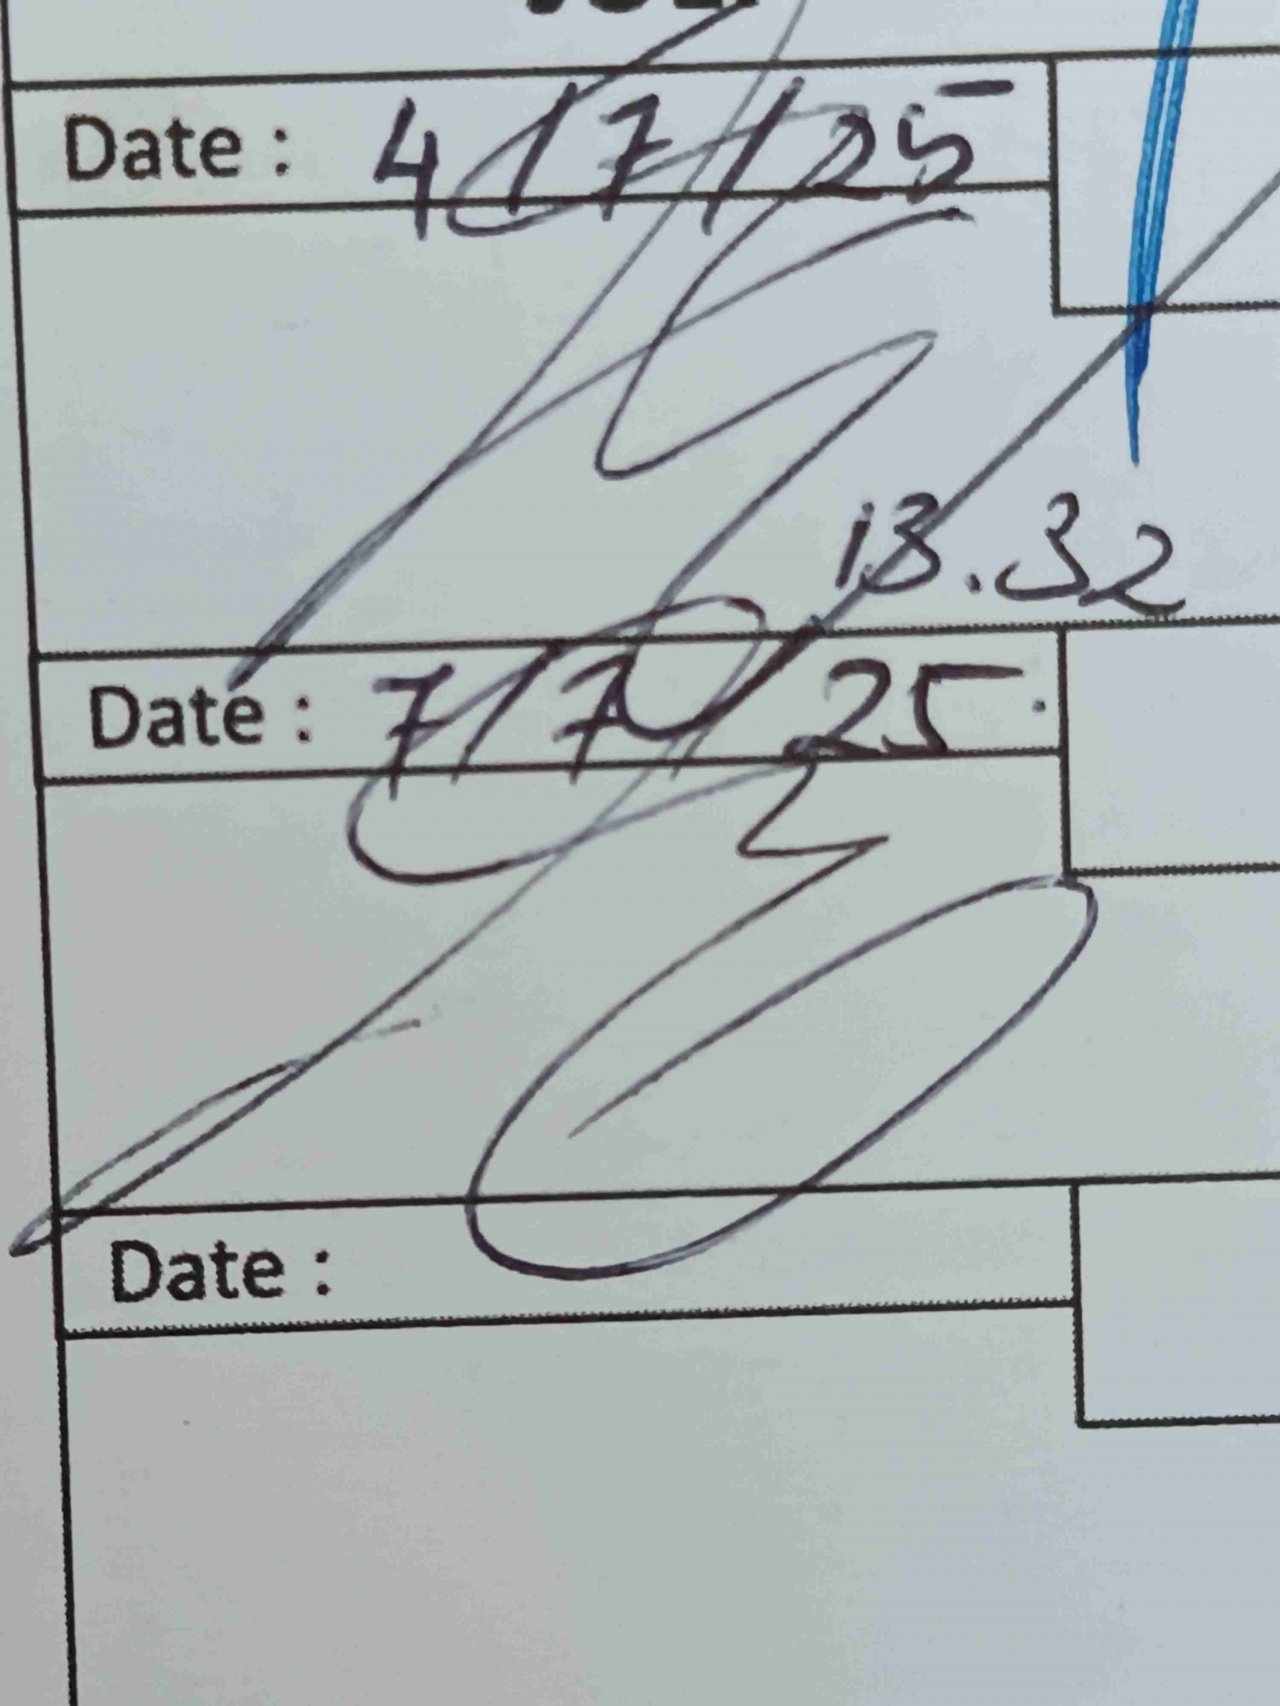 Date : 4/7/25
13.32
Date : 7/7/25
Date :